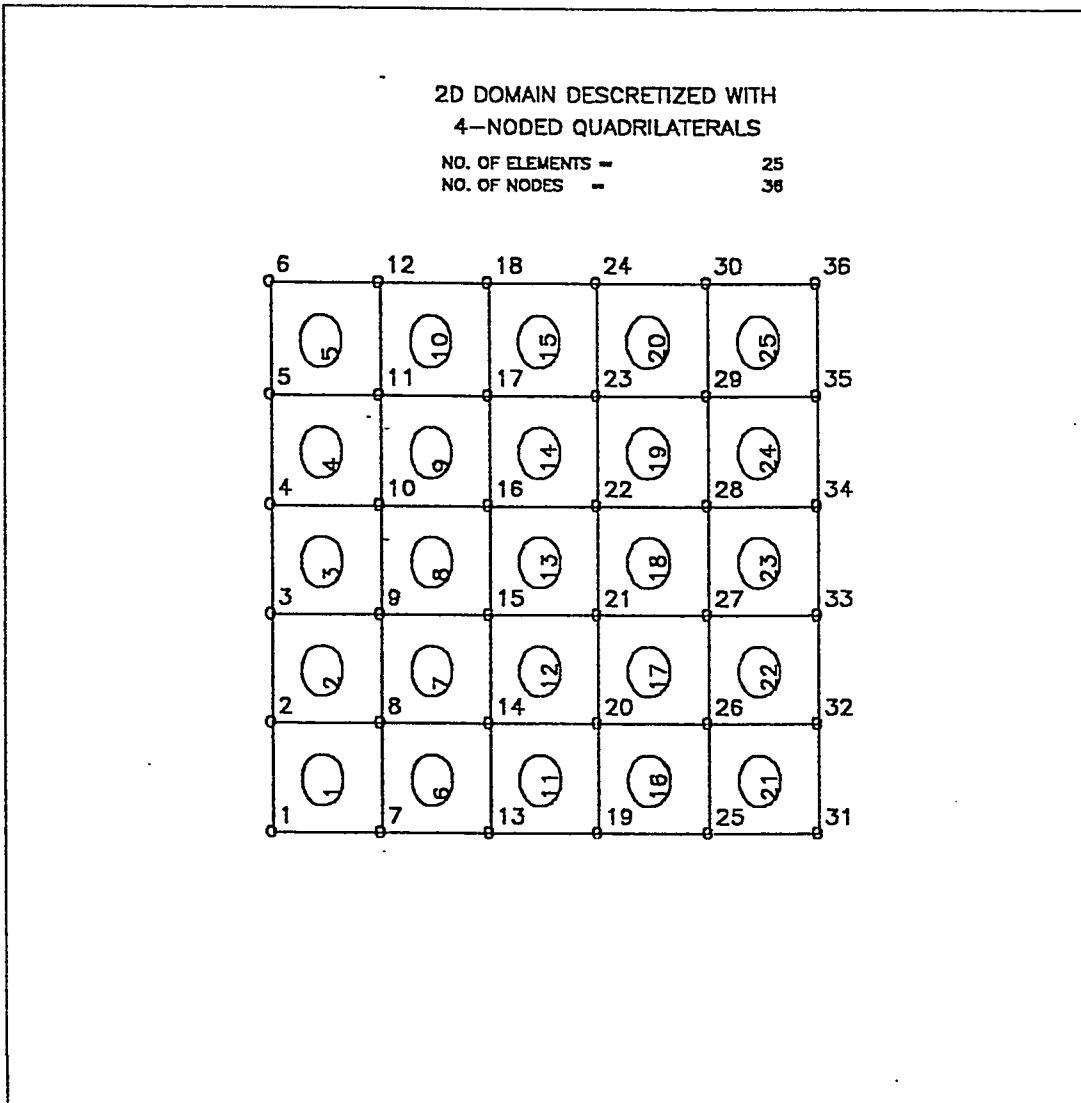 2D DOMAIN DESCRETIZED WITH
4-NODED QUADRILATERALS
NO. OF ELEMENTS = 25
NO. OF NODES = 36
6 12 18 24 30 36
5 10 15 20 25
5 11 17 23 29 35
4 9 14 19 24
4 10 16 22 28 34
3 8 13 18 23
3 9 15 21 27 33
2 7 12 17 22
2 8 14 20 26 32
1 6 11 16 21
1 7 13 19 25 31